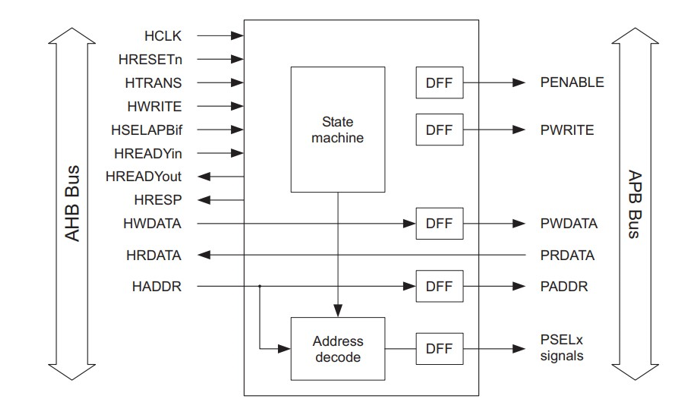 HCLK
HRESETn
HTRANS
HWRITE
HSELAPBif
HREADYin
HREADYout
HRESP
HWDATA
HRDATA
HADDR
AHB Bus
State
machine
Address
decode
DFF
DFF
DFF
DFF
DFF
PENABLE
PWRITE
PWDATA
PRDATA
PADDR
PSELx
signals
APB Bus